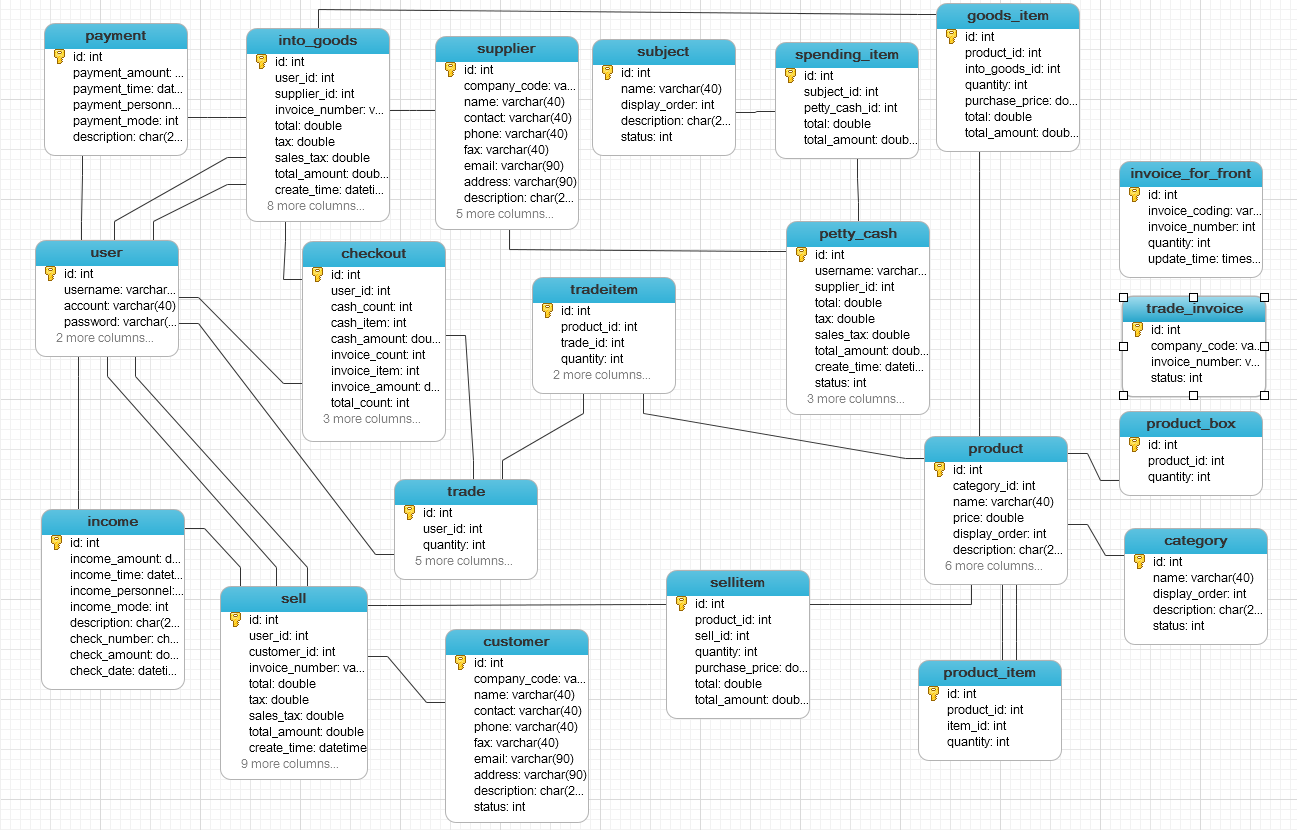 payment
id: int
payment_amount: ...
payment_time: dat...
payment_personn...
payment_mode: int
description: char(2...
into_goods
id: int
user_id: int
supplier_id: int
invoice_number: v...
total: double
tax: double
sales_tax: double
total_amount: doub...
create_time: dateti...
8 more columns...
supplier
id: int
company_code: va...
name: varchar(40)
contact: varchar(40)
phone: varchar(40)
fax: varchar(40)
email: varchar(90)
address: varchar(90)
description: char(2...
5 more columns...
subject
id: int
name: varchar(40)
display_order: int
description: char(2...
status: int
spending_item
id: int
subject_id: int
petty_cash_id: int
total: double
total_amount: doub...
goods_item
id: int
product_id: int
into_goods_id: int
quantity: int
purchase_price: do...
total: double
total_amount: doub...
invoice_for_front
id: int
invoice_coding: var...
invoice_number: int
quantity: int
update_time: times...
user
id: int
username: varchar...
account: varchar(40)
password: varchar(...
2 more columns...
checkout
id: int
user_id: int
cash_count: int
cash_item: int
cash_amount: dou...
invoice_count: int
invoice_item: int
invoice_amount: d...
total_count: int
3 more columns...
tradeitem
id: int
product_id: int
trade_id: int
quantity: int
2 more columns...
petty_cash
id: int
username: varchar...
supplier_id: int
total: double
tax: double
sales_tax: double
total_amount: doub...
create_time: dateti...
status: int
3 more columns...
trade_invoice
id: int
company_code: va...
invoice_number: v...
status: int
product_box
id: int
product_id: int
quantity: int
product
id: int
category_id: int
name: varchar(40)
price: double
display_order: int
description: char(2...
6 more columns...
trade
id: int
user_id: int
quantity: int
5 more columns...
category
id: int
name: varchar(40)
display_order: int
description: char(2...
status: int
income
id: int
income_amount: d...
income_time: datet...
income_personnel:...
income_mode: int
description: char(2...
check_number: ch...
check_amount: do...
check_date: dateti...
sell
id: int
user_id: int
customer_id: int
invoice_number: va...
total: double
tax: double
sales_tax: double
total_amount: double
create_time: datetime
9 more columns...
sellitem
id: int
product_id: int
sell_id: int
quantity: int
purchase_price: do...
total: double
total_amount: doub...
customer
id: int
company_code: va...
name: varchar(40)
contact: varchar(40)
phone: varchar(40)
fax: varchar(40)
email: varchar(90)
address: varchar(90)
description: char(2...
status: int
product_item
id: int
product_id: int
item_id: int
quantity: int